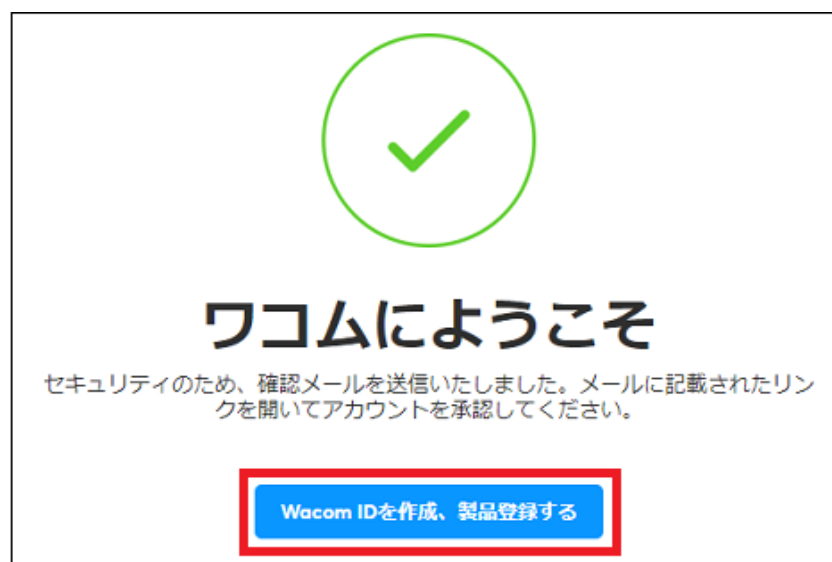 ワコムにようこそ
セキュリティのため、確認メールを送信いたしました。メールに記載されたリン
クを開いてアカウントを承認してください。
Wacom IDを作成、製品登録する